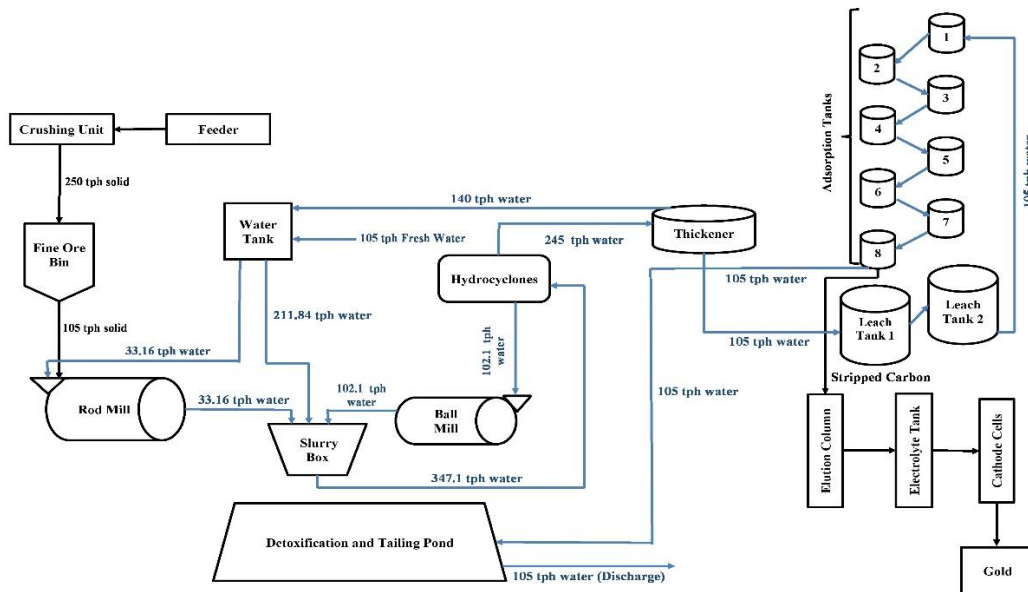 Crushing Unit
Feeder
250 tph solid
Fine Ore
Bin
105 tph solid
33.16 tph water
Rod Mill
33.16 tph water
Water
Tank
140 tph water
105 tph Fresh Water
211.84 tph water
Hydrocyclones
245 tph water
Thickener
102.1 tph
water
102.1 tph
water
Ball
Mill
Slurry
Box
347.1 tph water
Detoxification and Tailing Pond
105 tph water (Discharge)
105 tph water
105 tph water
105 tph water
Adsorption Tanks
1
2
3
4
5
6
7
8
105 tph water
Leach
Tank 1
Leach
Tank 2
Stripped Carbon
Elution Column
Electrolyte Tank
Cathode Cells
Gold